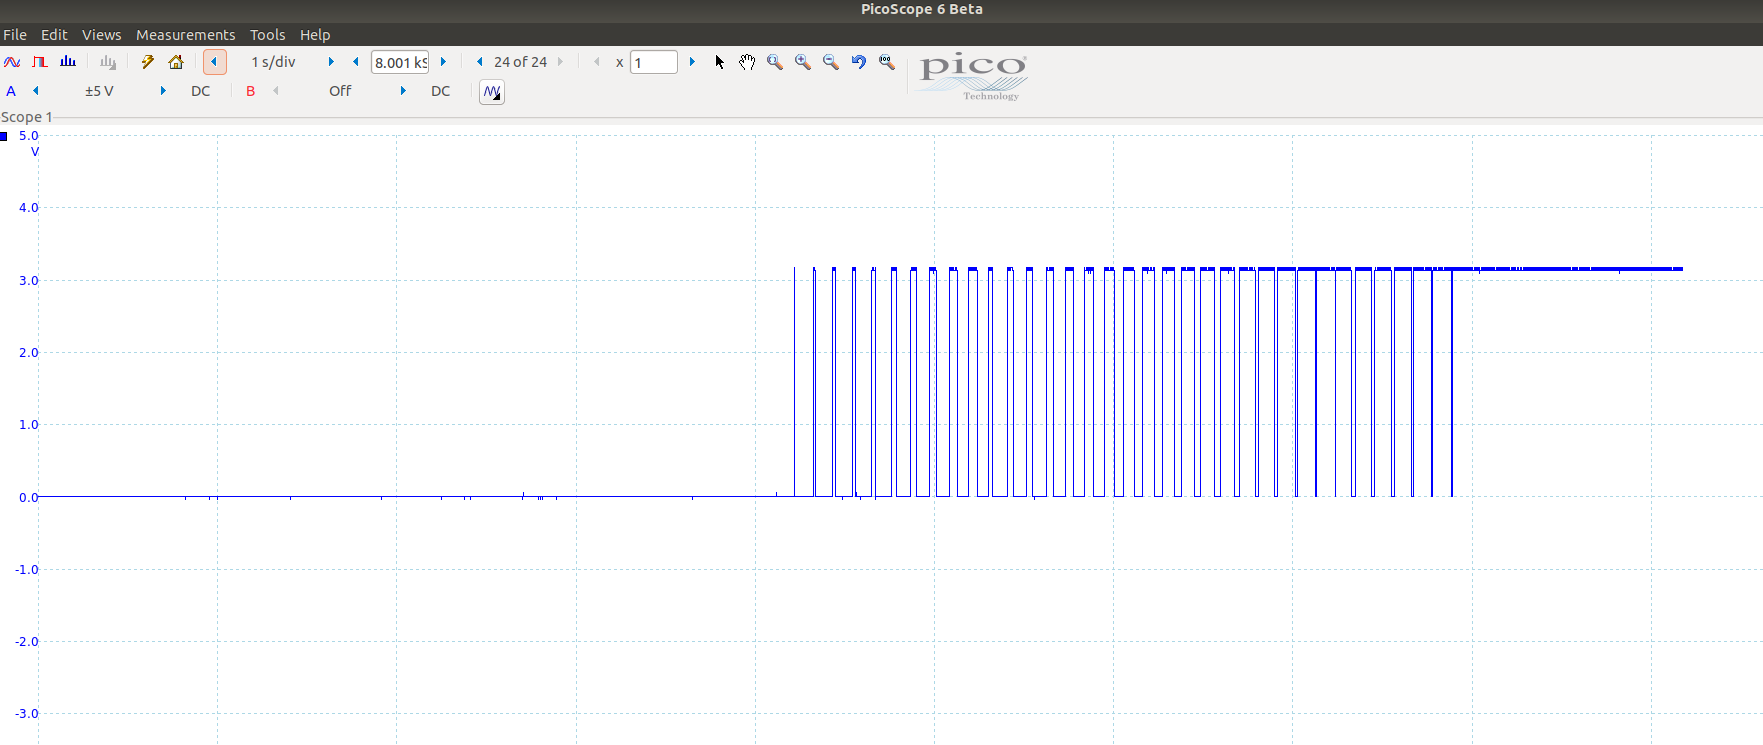 PicoScope 6 Beta
File Edit Views Measurements Tools Help
1 s/div 8.001 kS 24 of 24 x 1
pico
Technology
A ±5 V DC B Off DC
Scope 1
5.0
V
4.0
3.0
2.0
1.0
0.0
-1.0
-2.0
-3.0